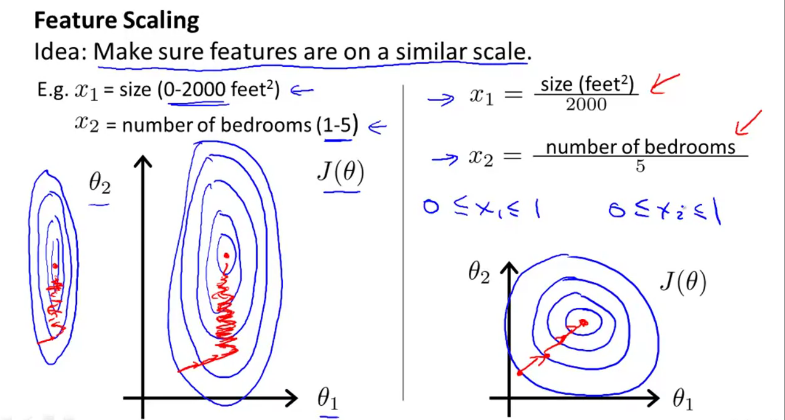 Feature Scaling
Idea: Make sure features are on a similar scale.
E.g. x₁ = size (0-2000 feet²)
x₂ = number of bedrooms (1-5)
θ₂
J(θ)
θ₁
x₁ = size (feet²) / 2000
x₂ = number of bedrooms / 5
0 ≤ x₁ ≤ 1 0 ≤ x₂ ≤ 1
θ₂
J(θ)
θ₁